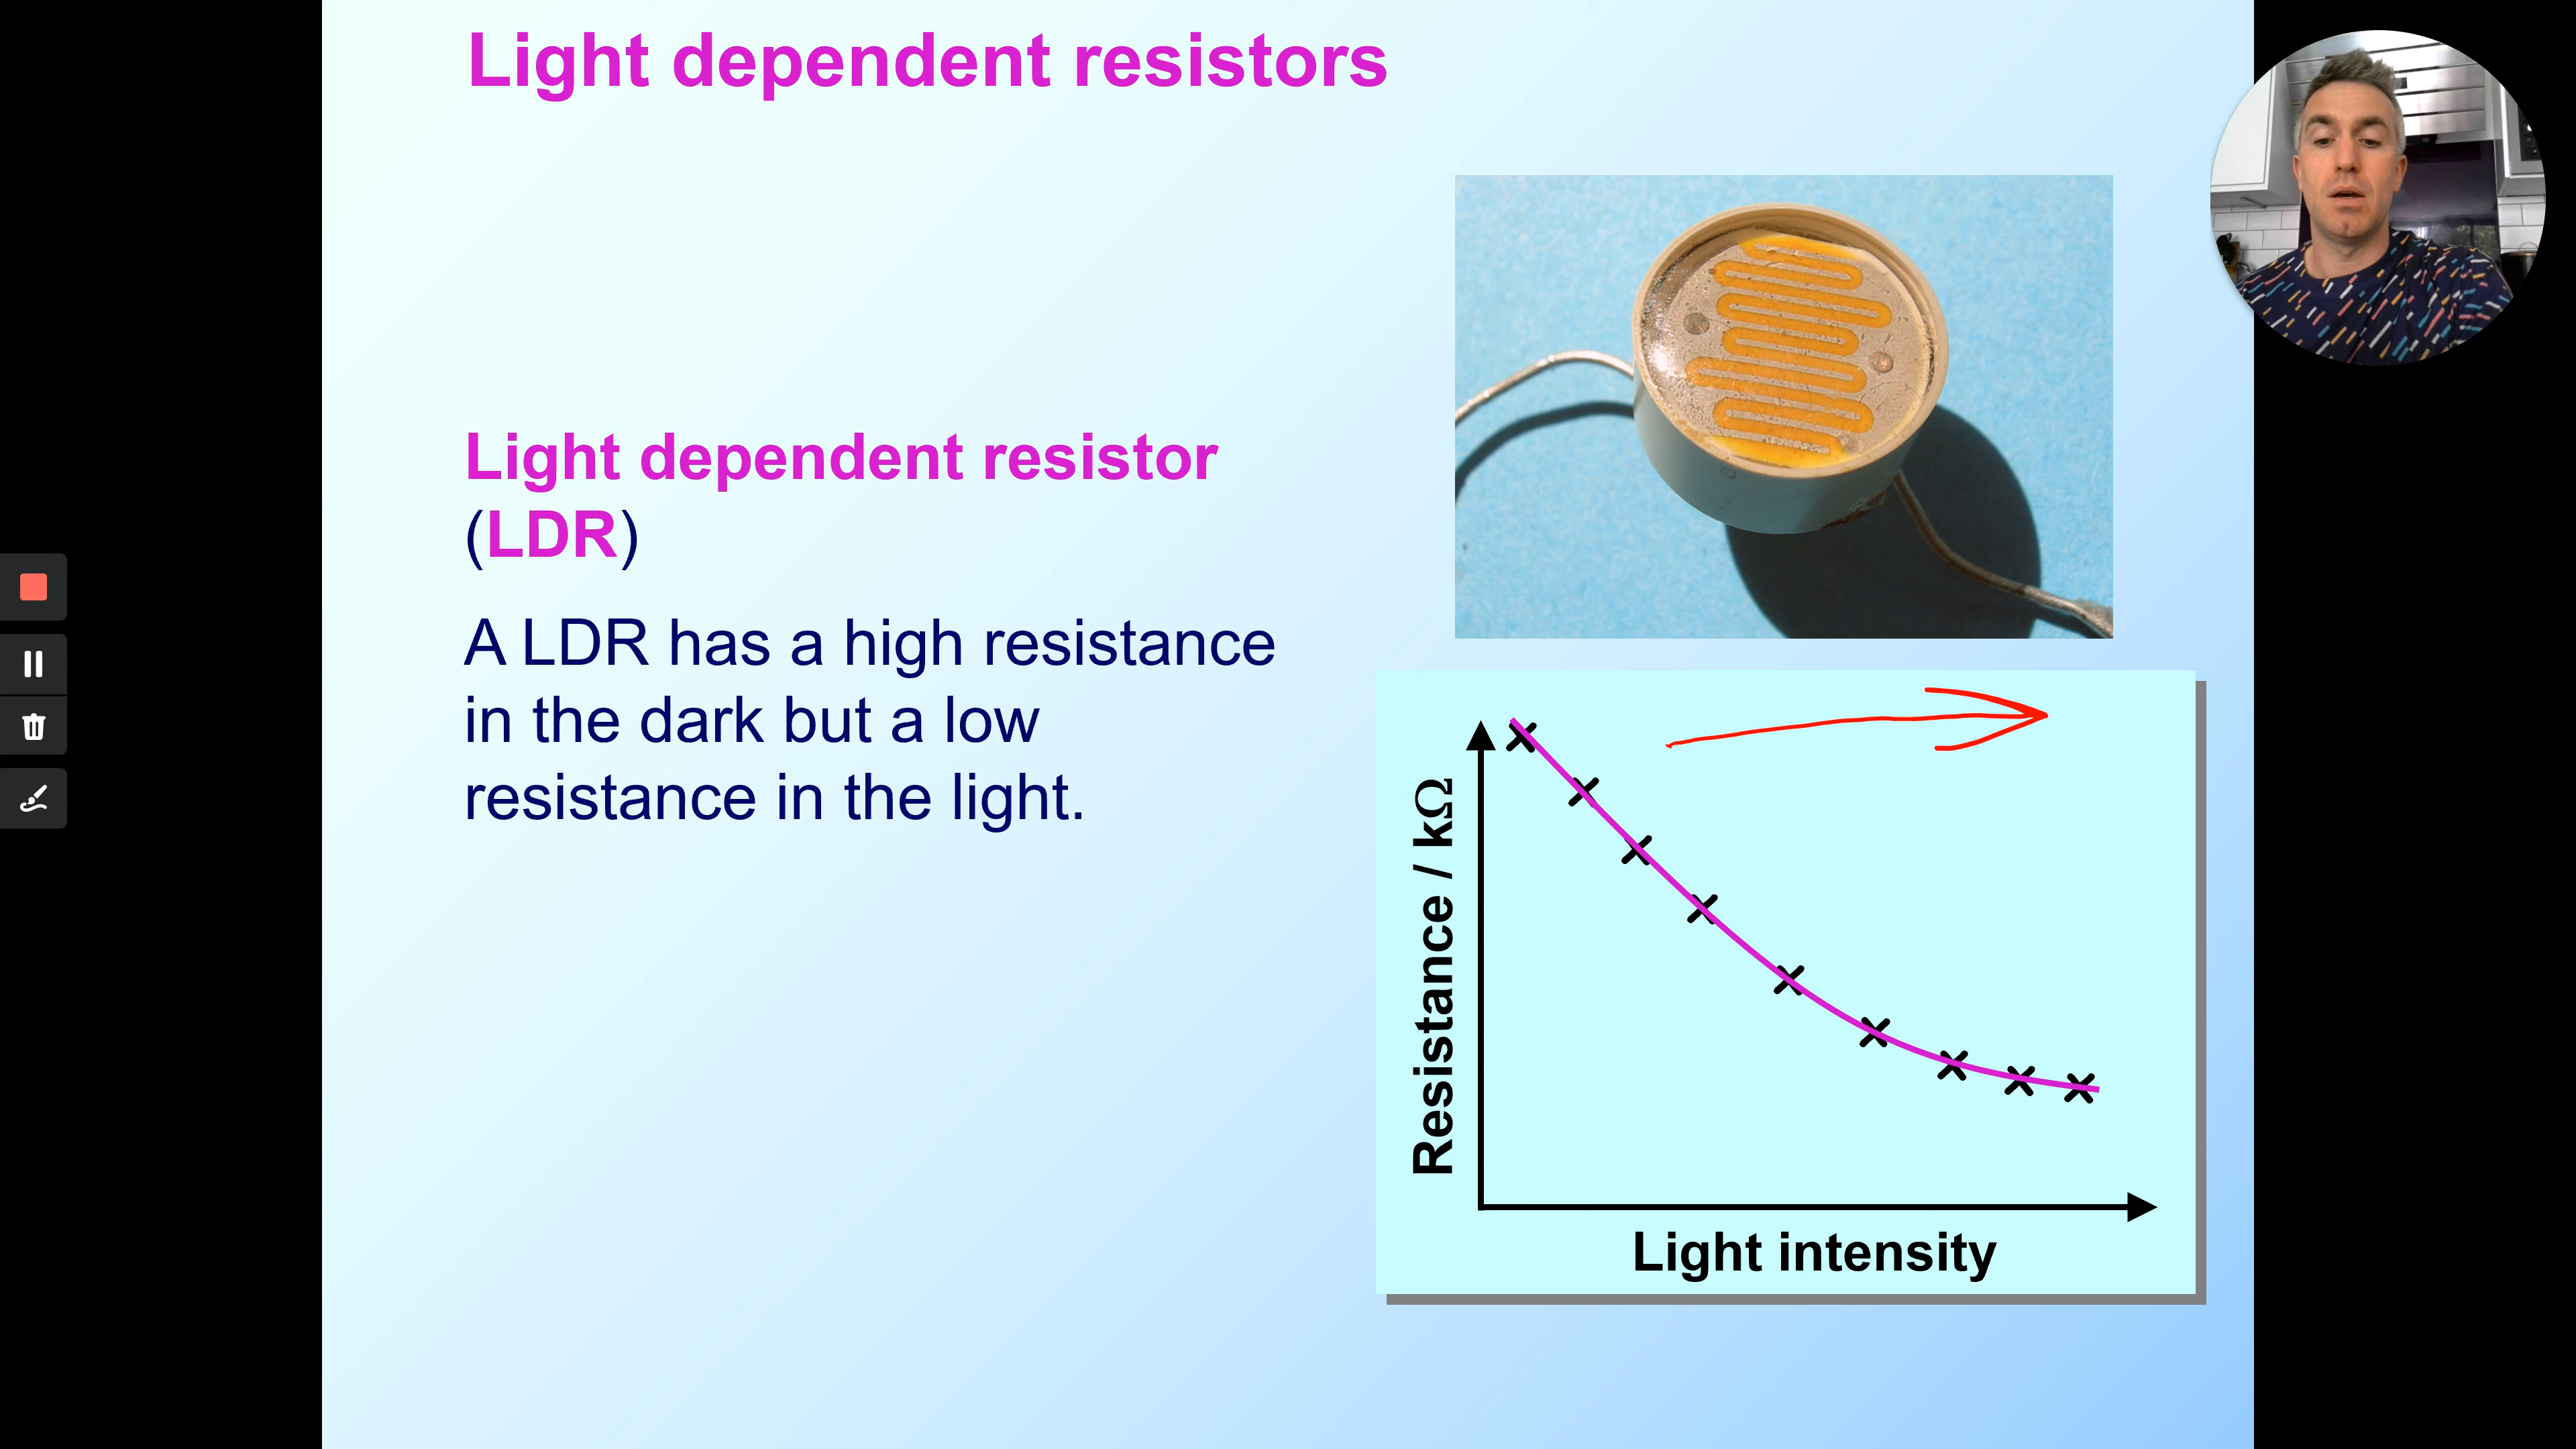 Light dependent resistors
Light dependent resistor
(LDR)
A LDR has a high resistance
in the dark but a low
resistance in the light.
Resistance / kΩ
Light intensity